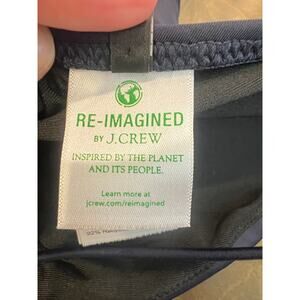 RE-IMAGINED
BY J.CREW
INSPIRED BY THE PLANET
AND ITS PEOPLE.
Learn more at
jcrew.com/reimagined